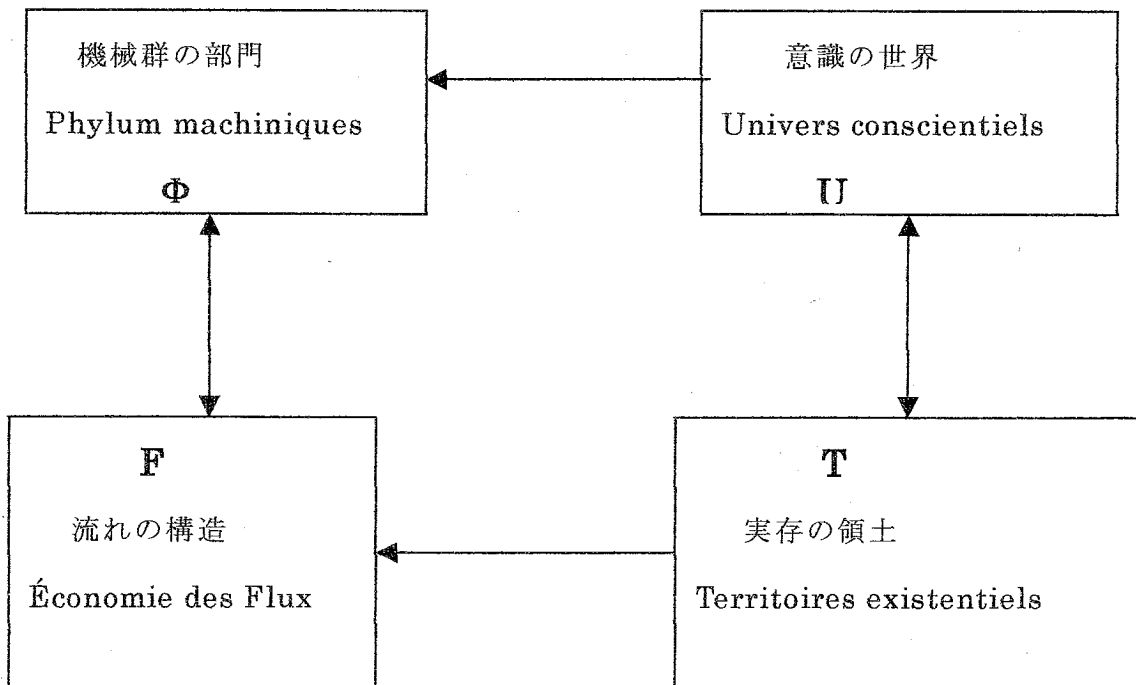 機械群の部門
Phylum machiniques
Φ
意識の世界
Univers conscientiels
U
F
流れの構造
Économie des Flux
T
実存の領土
Territoires existentiels